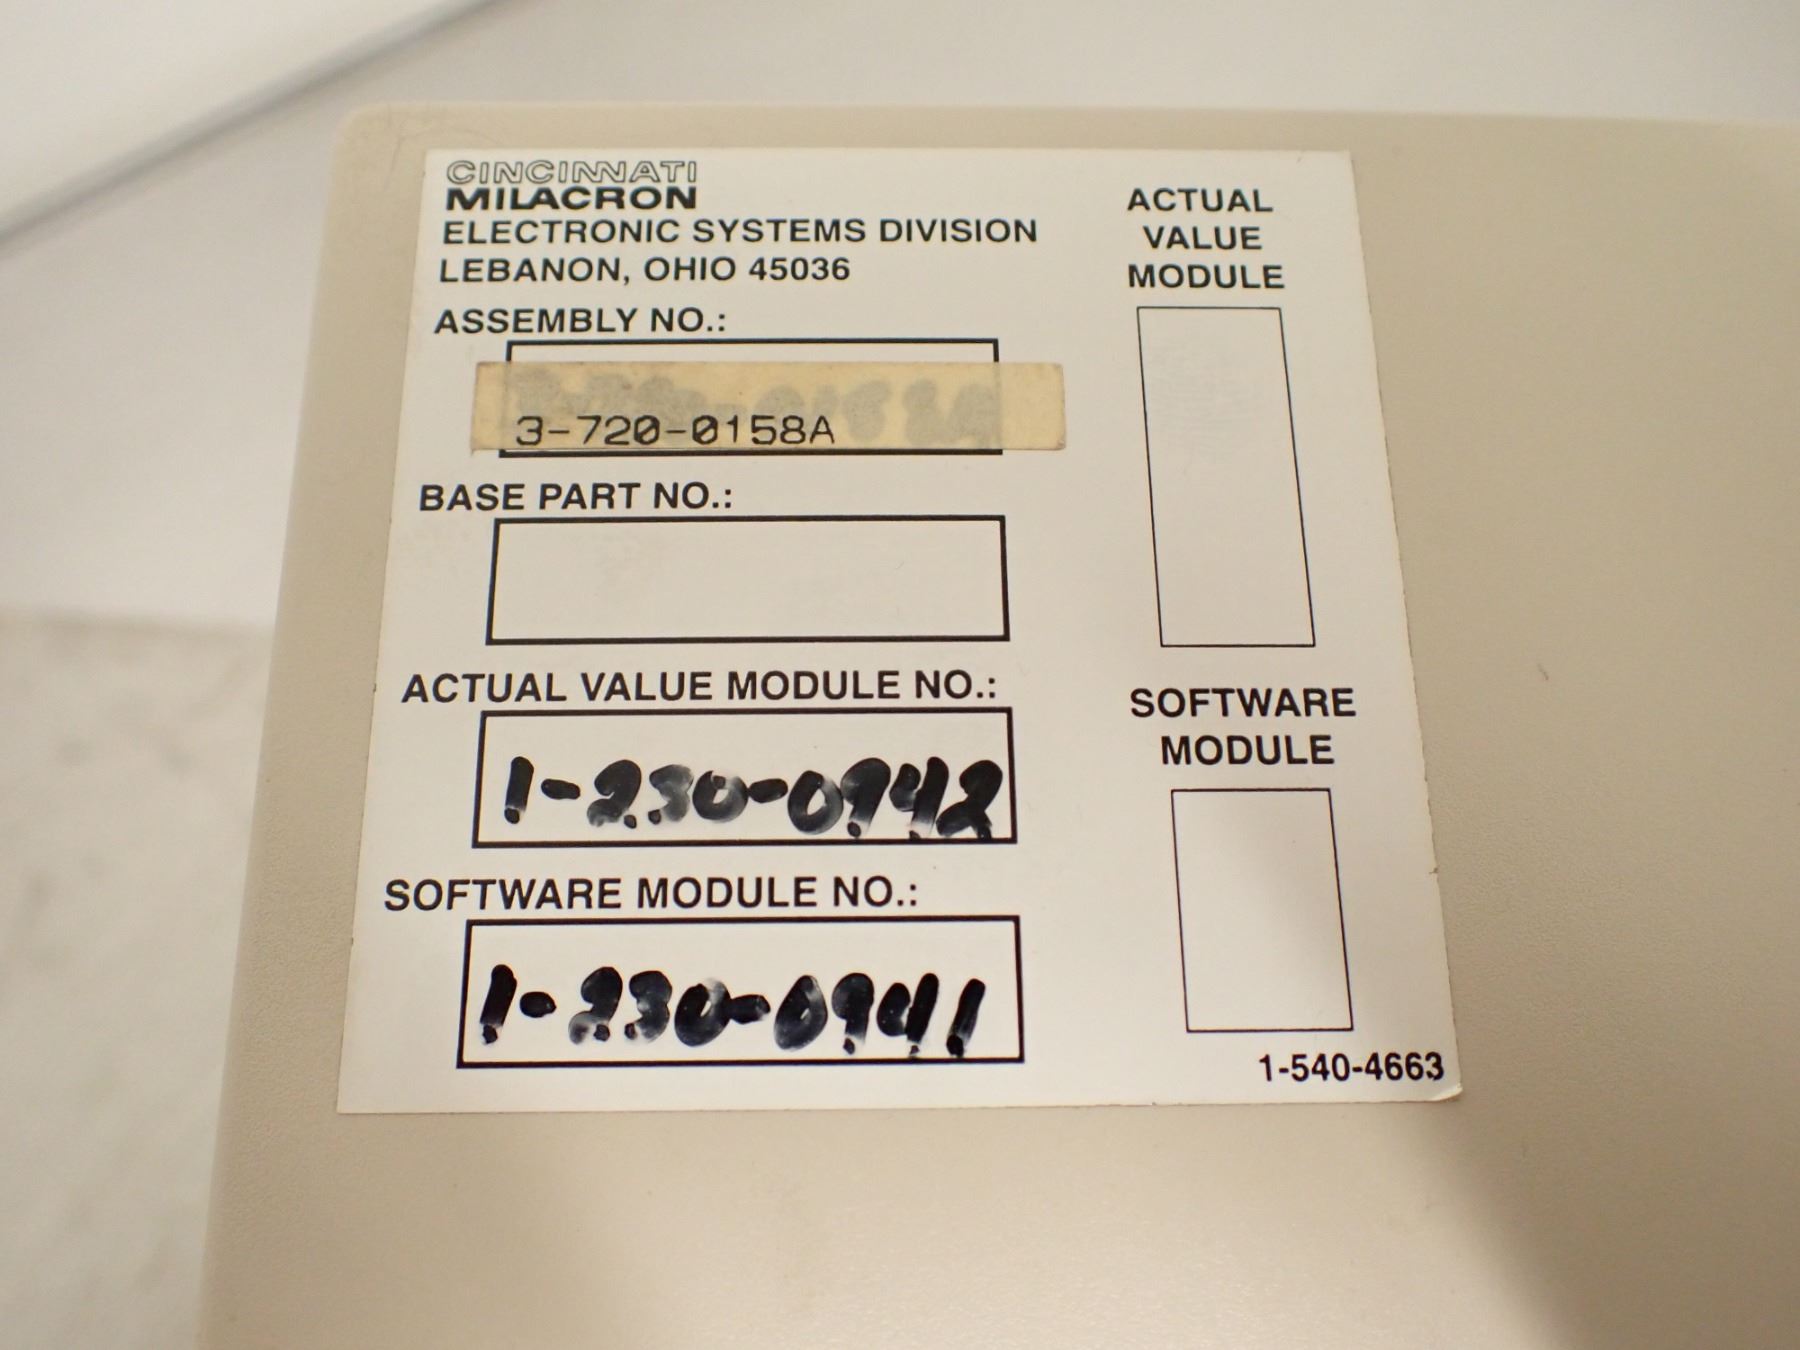 CINCINNATI
MILACRON
ELECTRONIC SYSTEMS DIVISION
LEBANON, OHIO 45036
ASSEMBLY NO.:
3-720-0158A
BASE PART NO.:
ACTUAL VALUE MODULE NO.:
1-230-0942
SOFTWARE MODULE NO.:
1-230-0941
ACTUAL
VALUE
MODULE
SOFTWARE
MODULE
1-540-4663